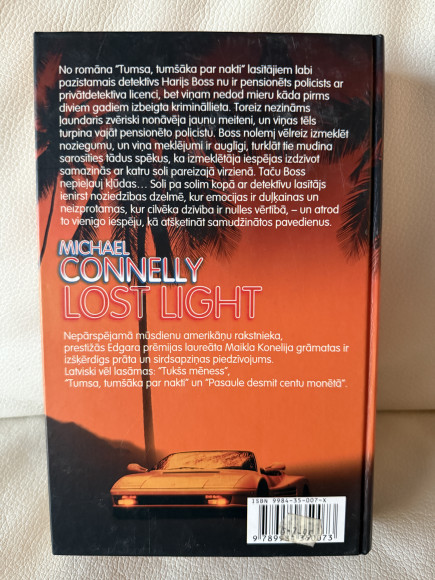 No romāna "Tumsa, tumšāka par nakti" lasītājiem labi
pazīstamais detektīvs Harijs Boss nu ir pensionēts policists ar
privātdetektīva licenci, bet viņam nedod mieru kāda pirms
diviem gadiem izbeigta krimināllieta. Toreiz nezināms
ļaundaris zvēriski nonāvēja jaunu meiteni, un viņas tēls
turpina vajāt pensionēto policistu. Boss nolemj vēlreiz izmeklēt
noziegumu, un viņa meklējumi ir auglīgi, turklāt tie mudina
sarosīties tādus spēkus, ka izmeklētāja iespējas izdzīvot
samazinās ar katru soli pareizajā virzienā. Taču Boss
nepieļauj kļūdas... Soli pa solim kopā ar detektīvu lasītājs
ienirst noziedzības dzelmē, kur emocijas ir duļķainas un
neizprotamas, kur cilvēka dzīvība ir nulles vērtībā, – un atrod
to vienīgo iespēju, kā atšķetināt samudžinātos pavedienus.
MICHAEL
CONNELLY
LOST LIGHT
Nepārspējamā mūsdienu amerikāņu rakstnieka,
prestižās Edgara prēmijas laureāta Maikla Konelija grāmatas ir
izšķērdīgs prāta un sirdsapziņas piedzīvojums.
Latviski vēl lasāmas: "Tukšs mēness",
"Tumsa, tumšāka par nakti" un "Pasaule desmit centu monētā".
ISBN 9984-35-007-X